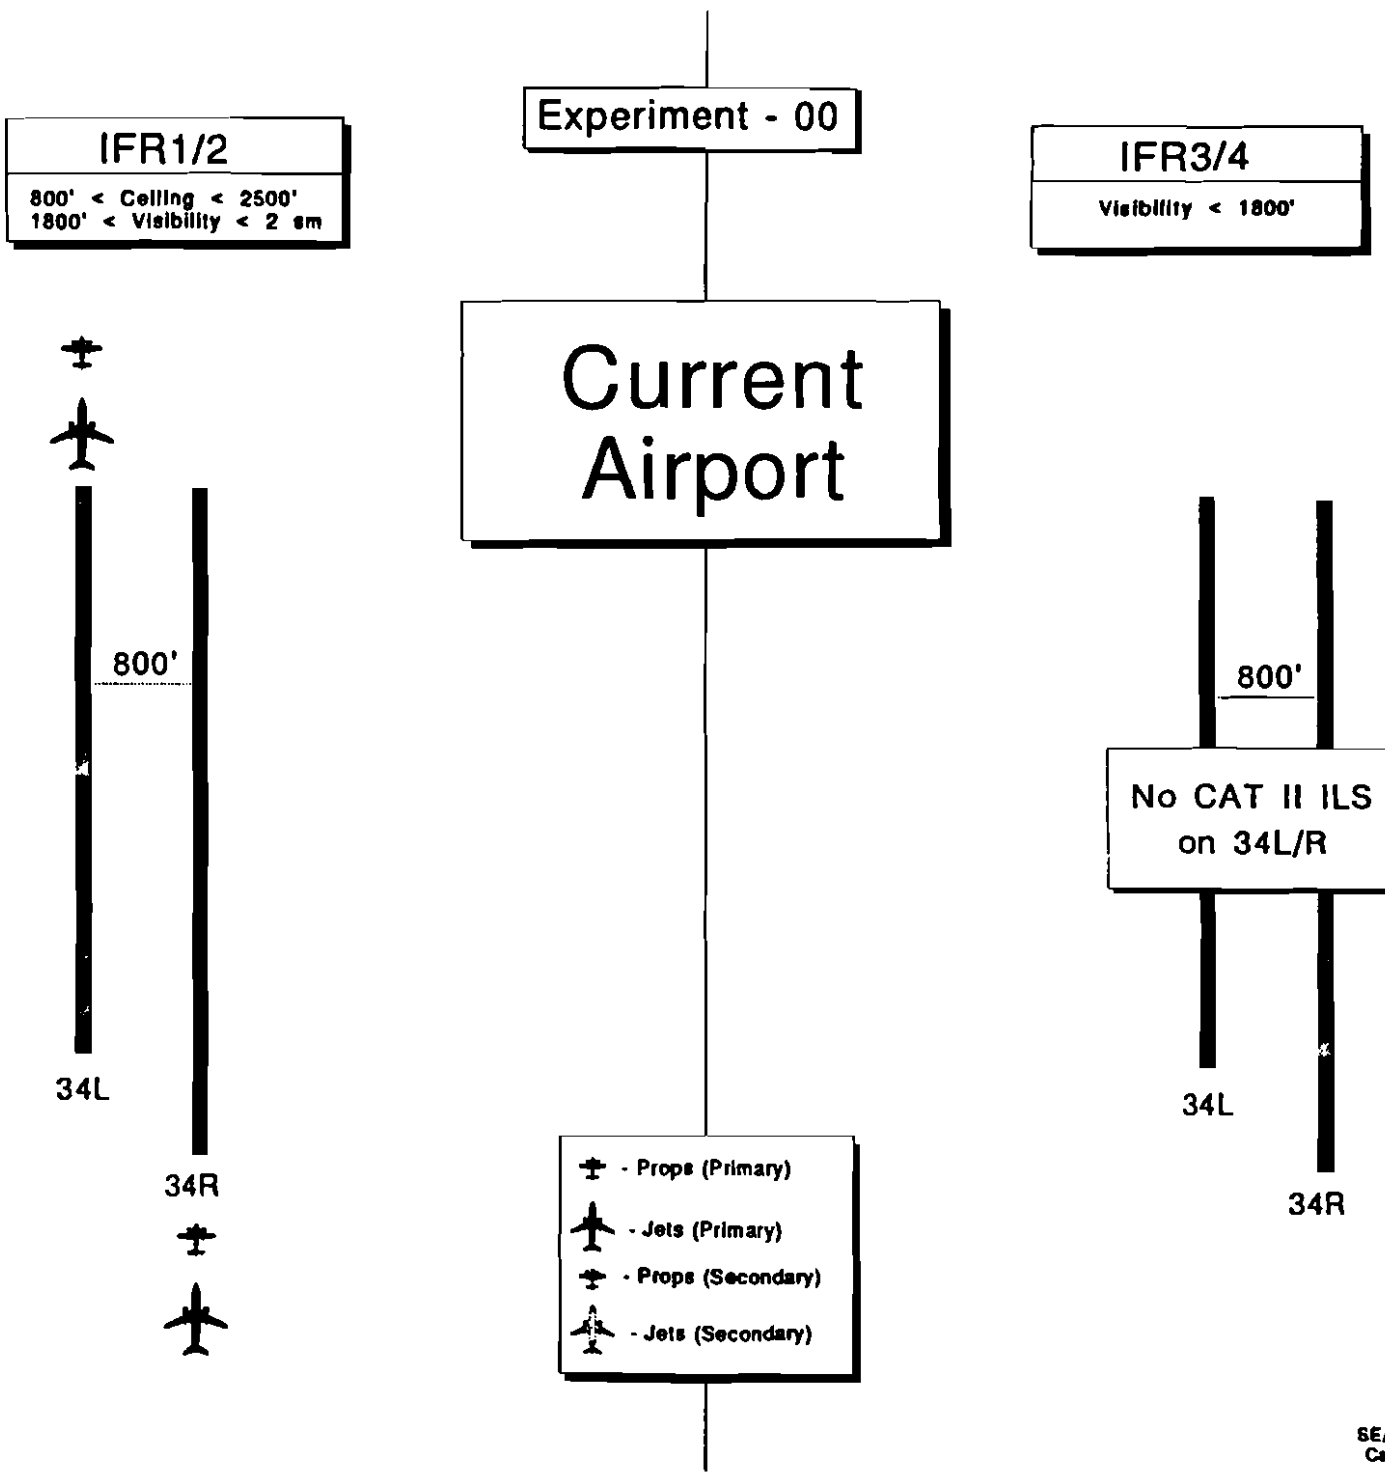 Experiment - 00
IFR1/2
800' < Ceiling < 2500'
1800' < Visibility < 2 sm
IFR3/4
Visibility < 1800'
Current
Airport
800'
34L
34R
800'
No CAT II ILS
on 34L/R
34L
34R
- Props (Primary)
- Jets (Primary)
- Props (Secondary)
- Jets (Secondary)